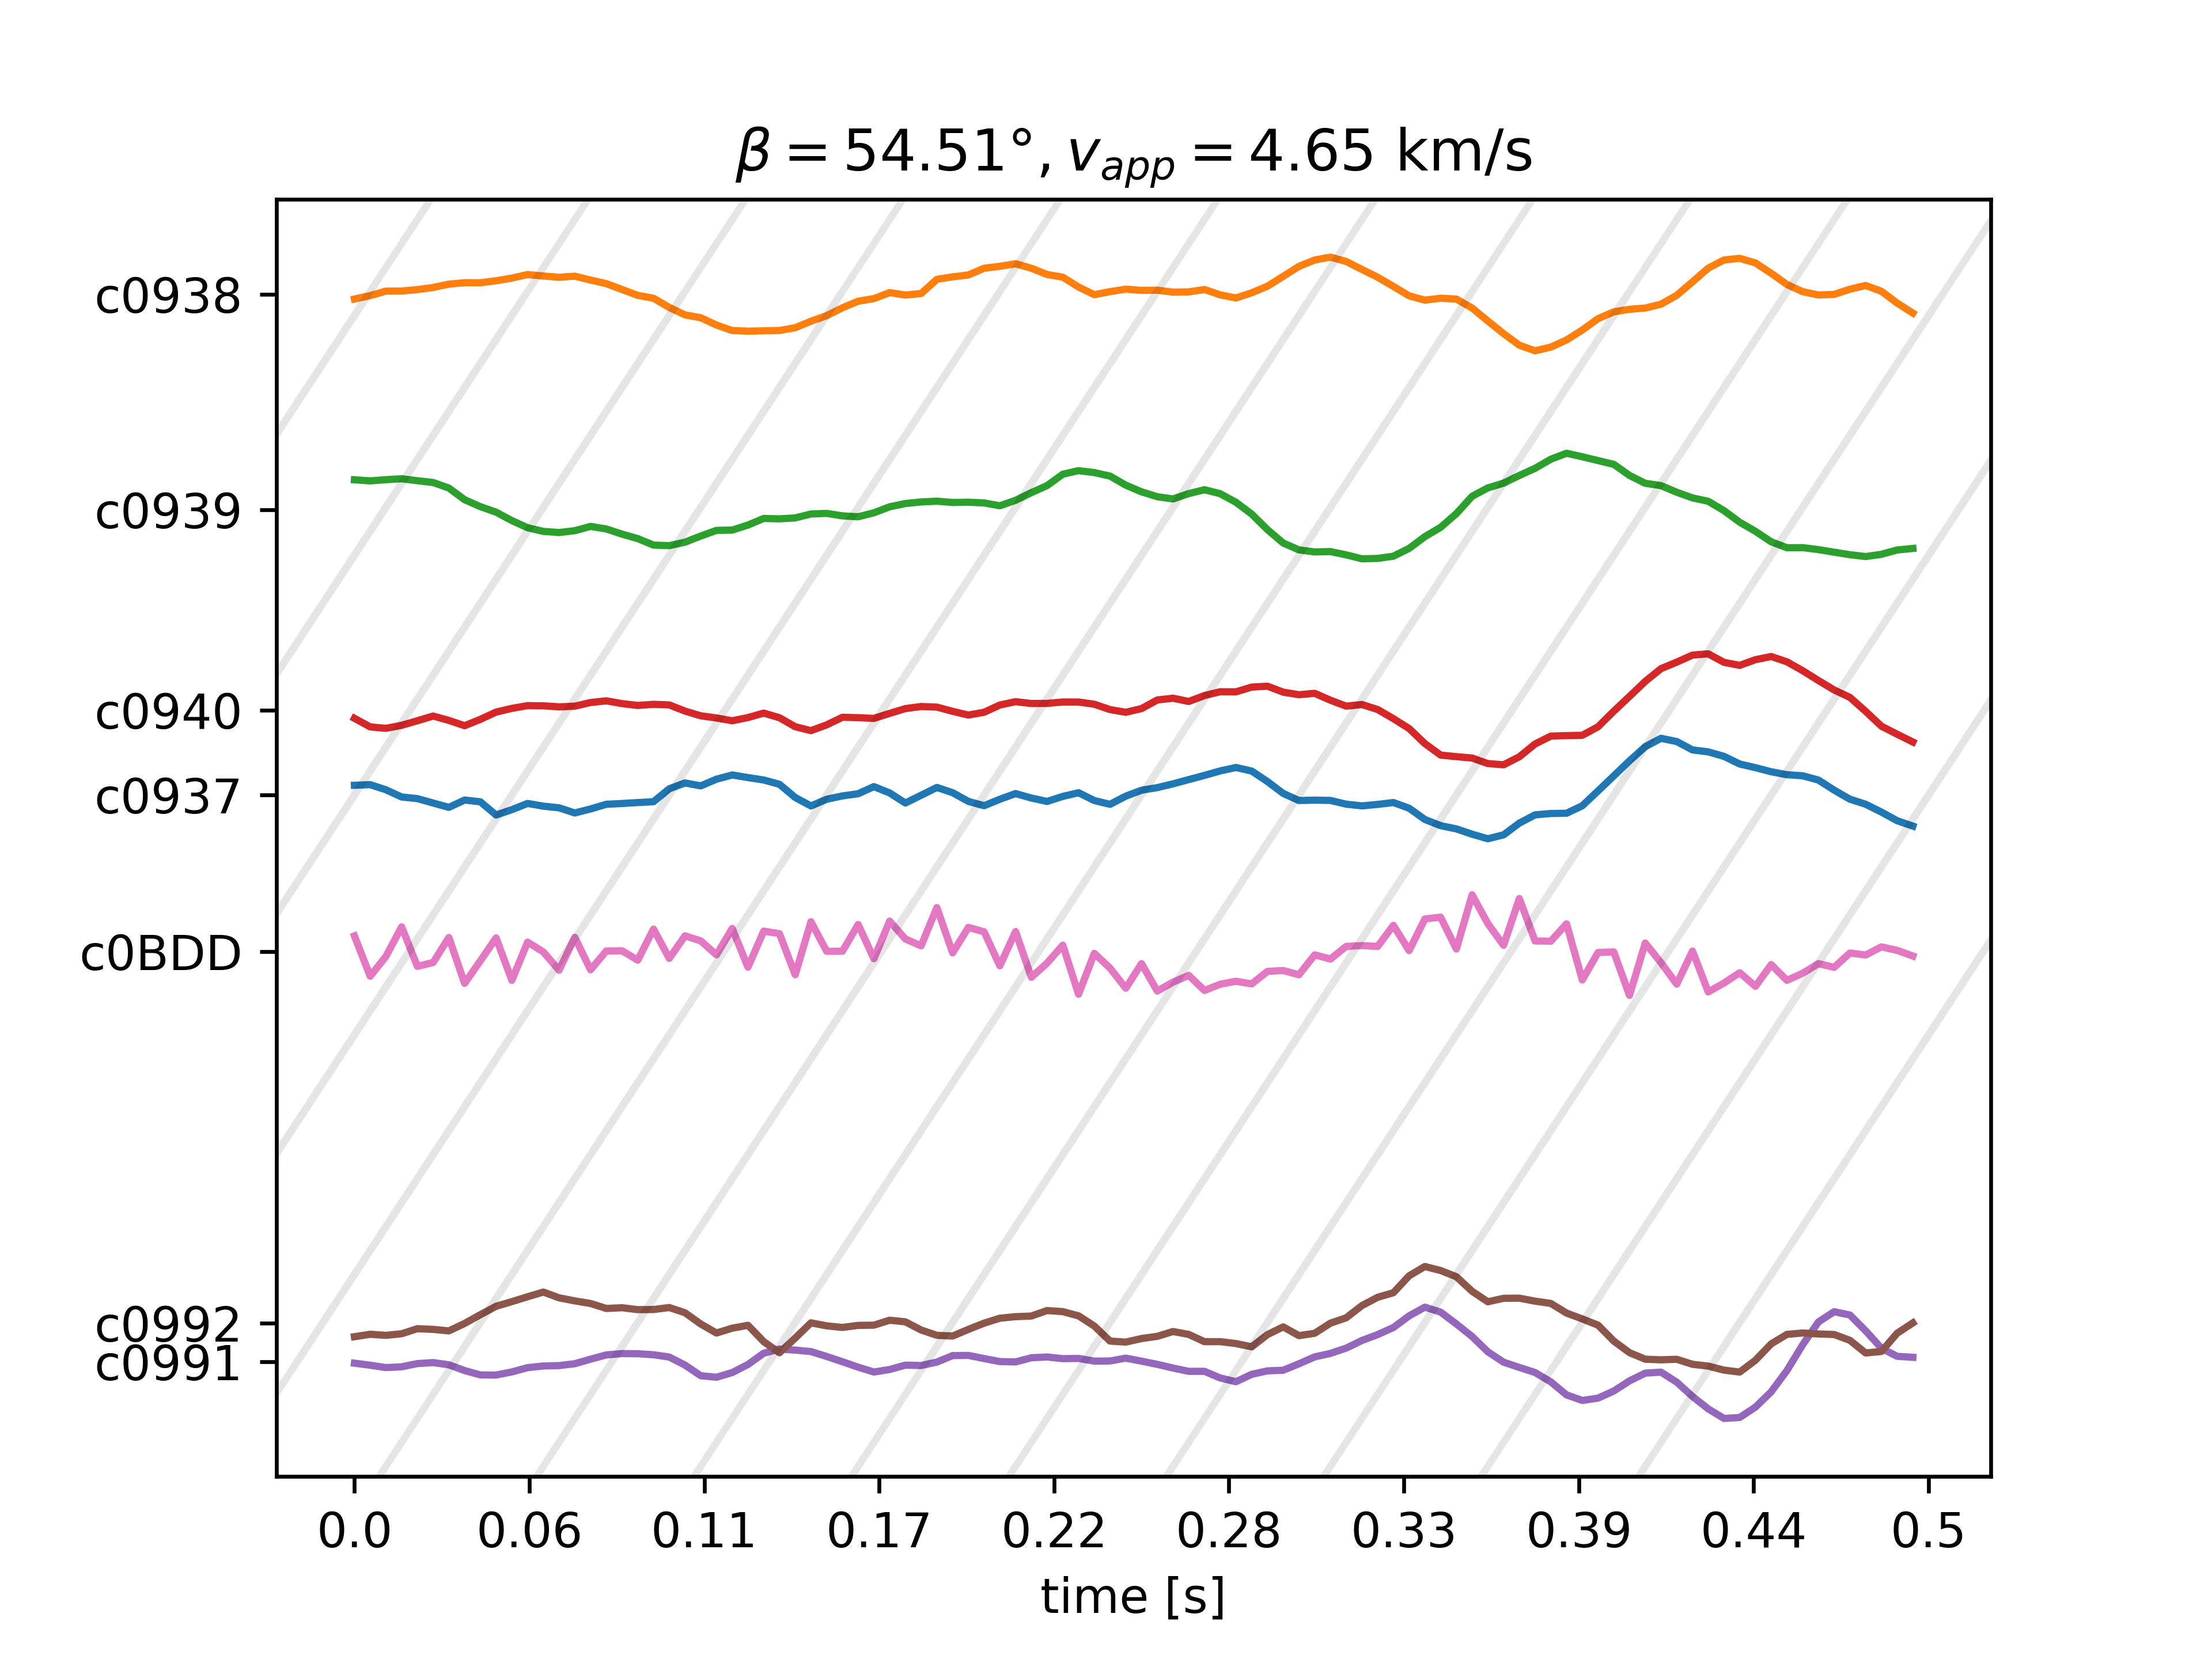 β = 54.51°, v_app = 4.65 km/s
c0938
c0939
c0940
c0937
c0BDD
c0992
c0991
0.0 0.06 0.11 0.17 0.22 0.28 0.33 0.39 0.44 0.5
time [s]